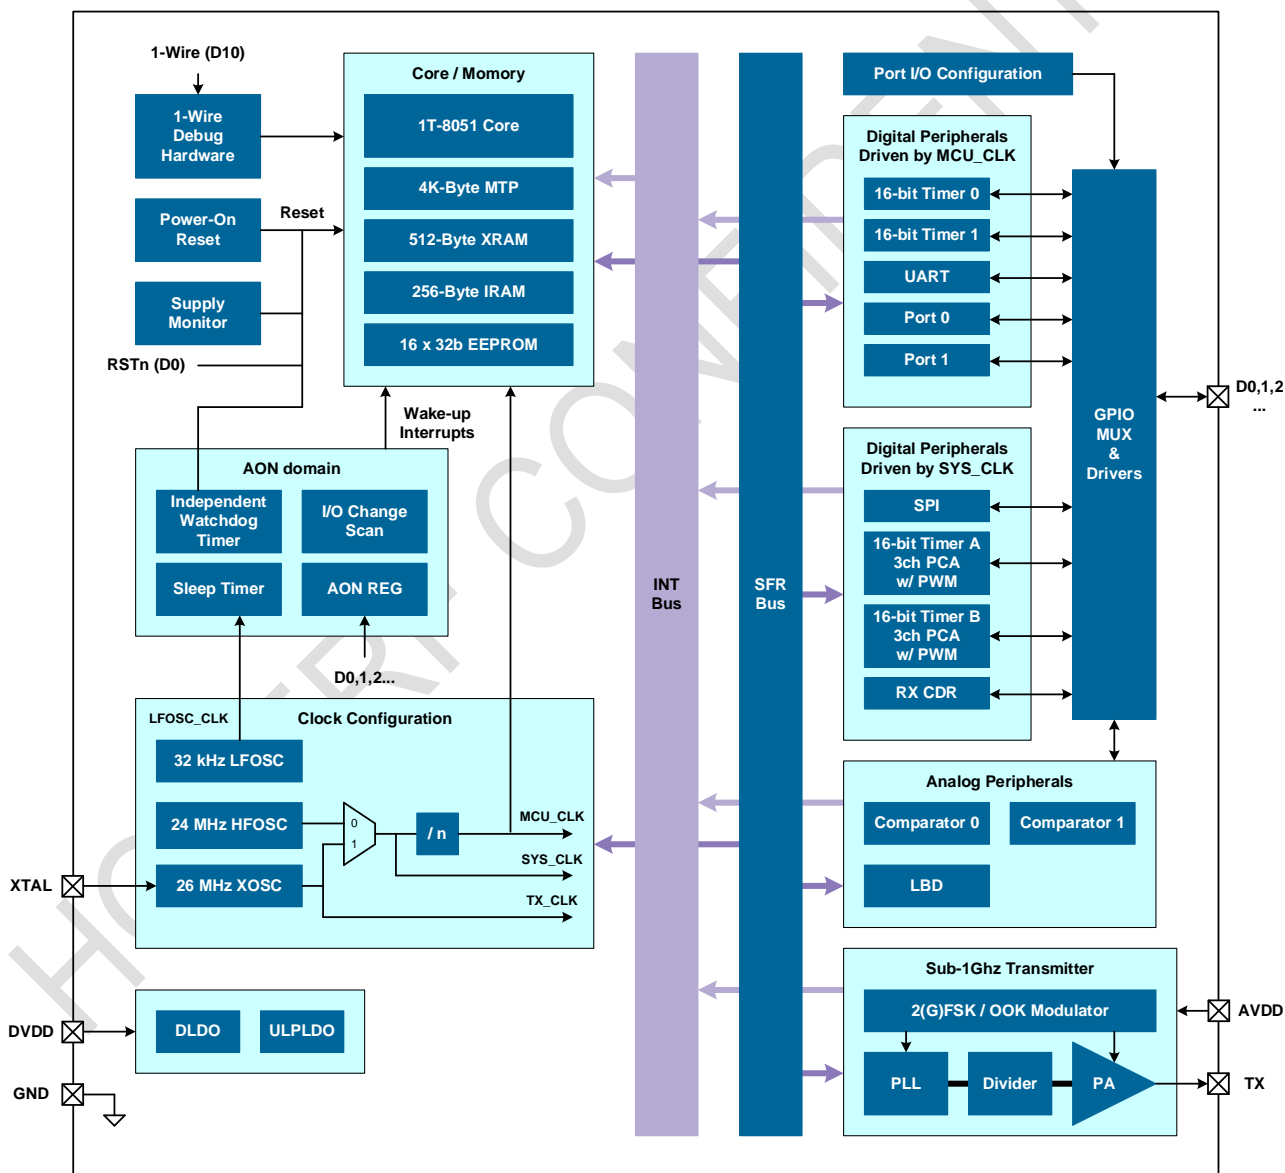 1-Wire (D10)
1-Wire
Debug
Hardware
Power-On
Reset
Supply
Monitor
Reset
RSTn (D0)
Core / Momory
1T-8051 Core
4K-Byte MTP
512-Byte XRAM
256-Byte IRAM
16 x 32b EEPROM
Wake-up
Interrupts
AON domain
Independent
Watchdog
Timer
I/O Change
Scan
Sleep Timer
AON REG
D0,1,2...
LFOSC_CLK
Clock Configuration
32 kHz LFOSC
24 MHz HFOSC
26 MHz XOSC
0
1
/ n
MCU_CLK
SYS_CLK
TX_CLK
XTAL
DVDD
DLDO
ULPLDO
GND
INT
Bus
SFR
Bus
Port I/O Configuration
Digital Peripherals
Driven by MCU_CLK
16-bit Timer 0
16-bit Timer 1
UART
Port 0
Port 1
Digital Peripherals
Driven by SYS_CLK
SPI
16-bit Timer A
3ch PCA
w/ PWM
16-bit Timer B
3ch PCA
w/ PWM
RX CDR
GPIO
MUX
&
Drivers
D0,1,2
...
Analog Peripherals
Comparator 0
Comparator 1
LBD
Sub-1Ghz Transmitter
2(G)FSK / OOK Modulator
PLL
Divider
PA
AVDD
TX